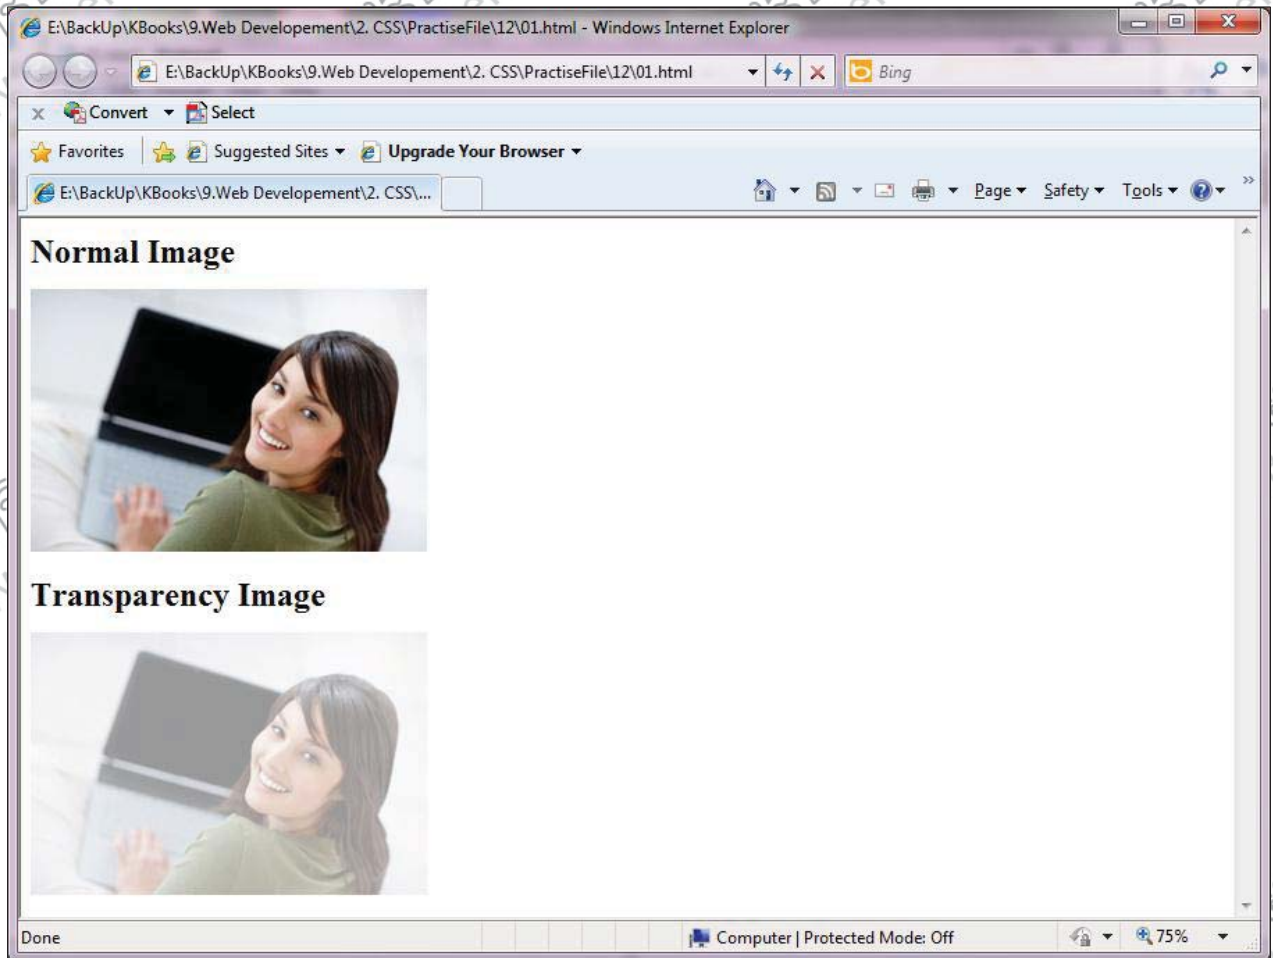 E:\BackUp\KBooks\9.Web Developement\2. CSS\PractiseFile\12\01.html - Windows Internet Explorer
E:\BackUp\KBooks\9.Web Developement\2. CSS\PractiseFile\12\01.html
Bing
x Convert Select
Favorites Suggested Sites Upgrade Your Browser
E:\BackUp\KBooks\9.Web Developement\2. CSS\... Page Safety Tools
Normal Image
Transparency Image
Done Computer | Protected Mode: Off 75%